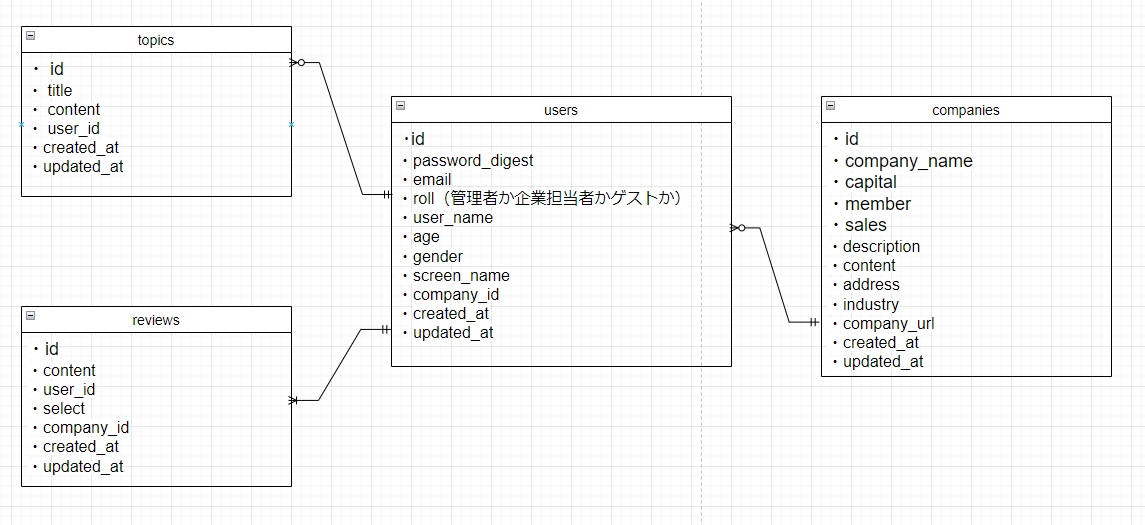 topics
・ id
・ title
・ content
・ user_id
・created_at
・updated_at
users
・id
・password_digest
・email
・roll（管理者か企業担当者かゲストか）
・user_name
・age
・gender
・screen_name
・company_id
・created_at
・updated_at
companies
・id
・company_name
・capital
・member
・sales
・description
・content
・address
・industry
・company_url
・created_at
・updated_at
reviews
・id
・content
・user_id
・select
・company_id
・created_at
・updated_at